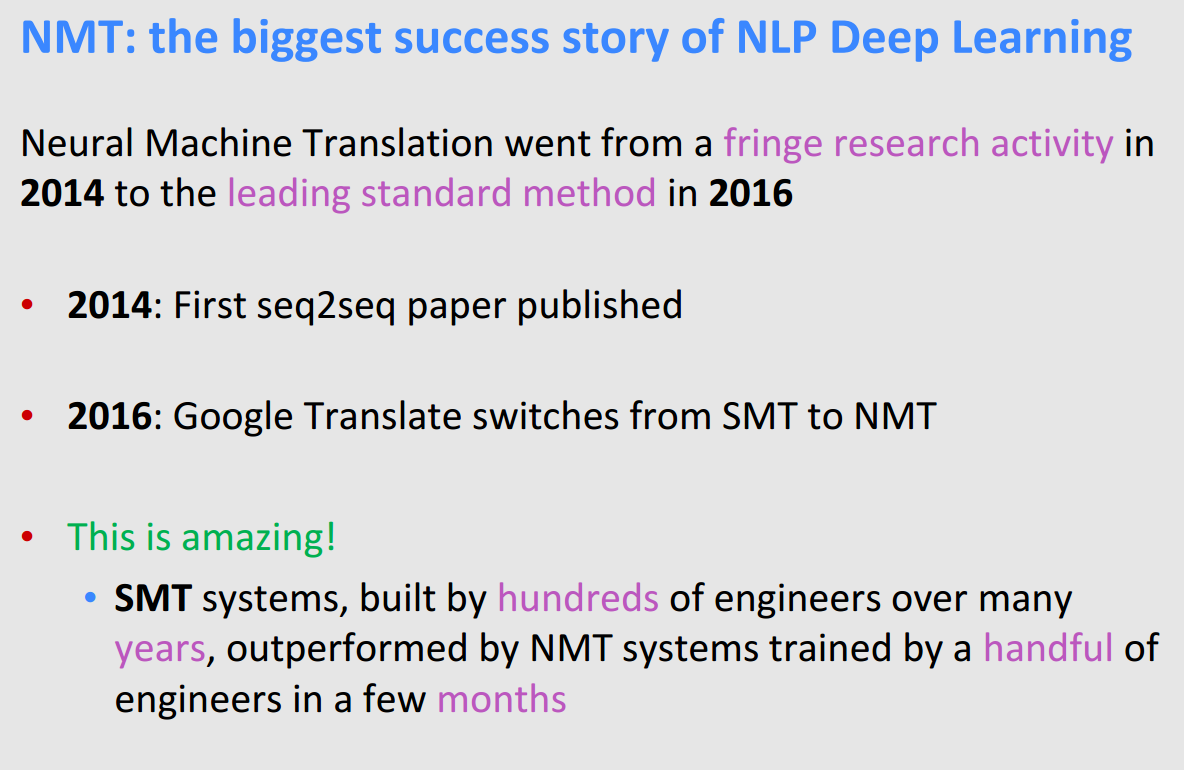 NMT: the biggest success story of NLP Deep Learning
Neural Machine Translation went from a fringe research activity in
2014 to the leading standard method in 2016
• 2014: First seq2seq paper published
• 2016: Google Translate switches from SMT to NMT
• This is amazing!
• SMT systems, built by hundreds of engineers over many
years, outperformed by NMT systems trained by a handful of
engineers in a few months